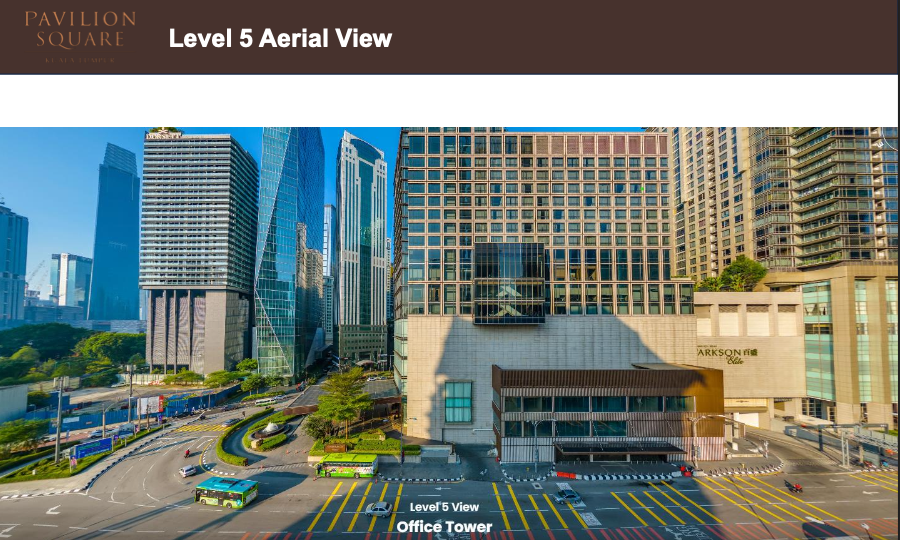 PAVILION
SQUARE
KUALA LUMPUR
Level 5 Aerial View
DORSETT
PARKSON 百盛
Elite
Level 5 View
Office Tower